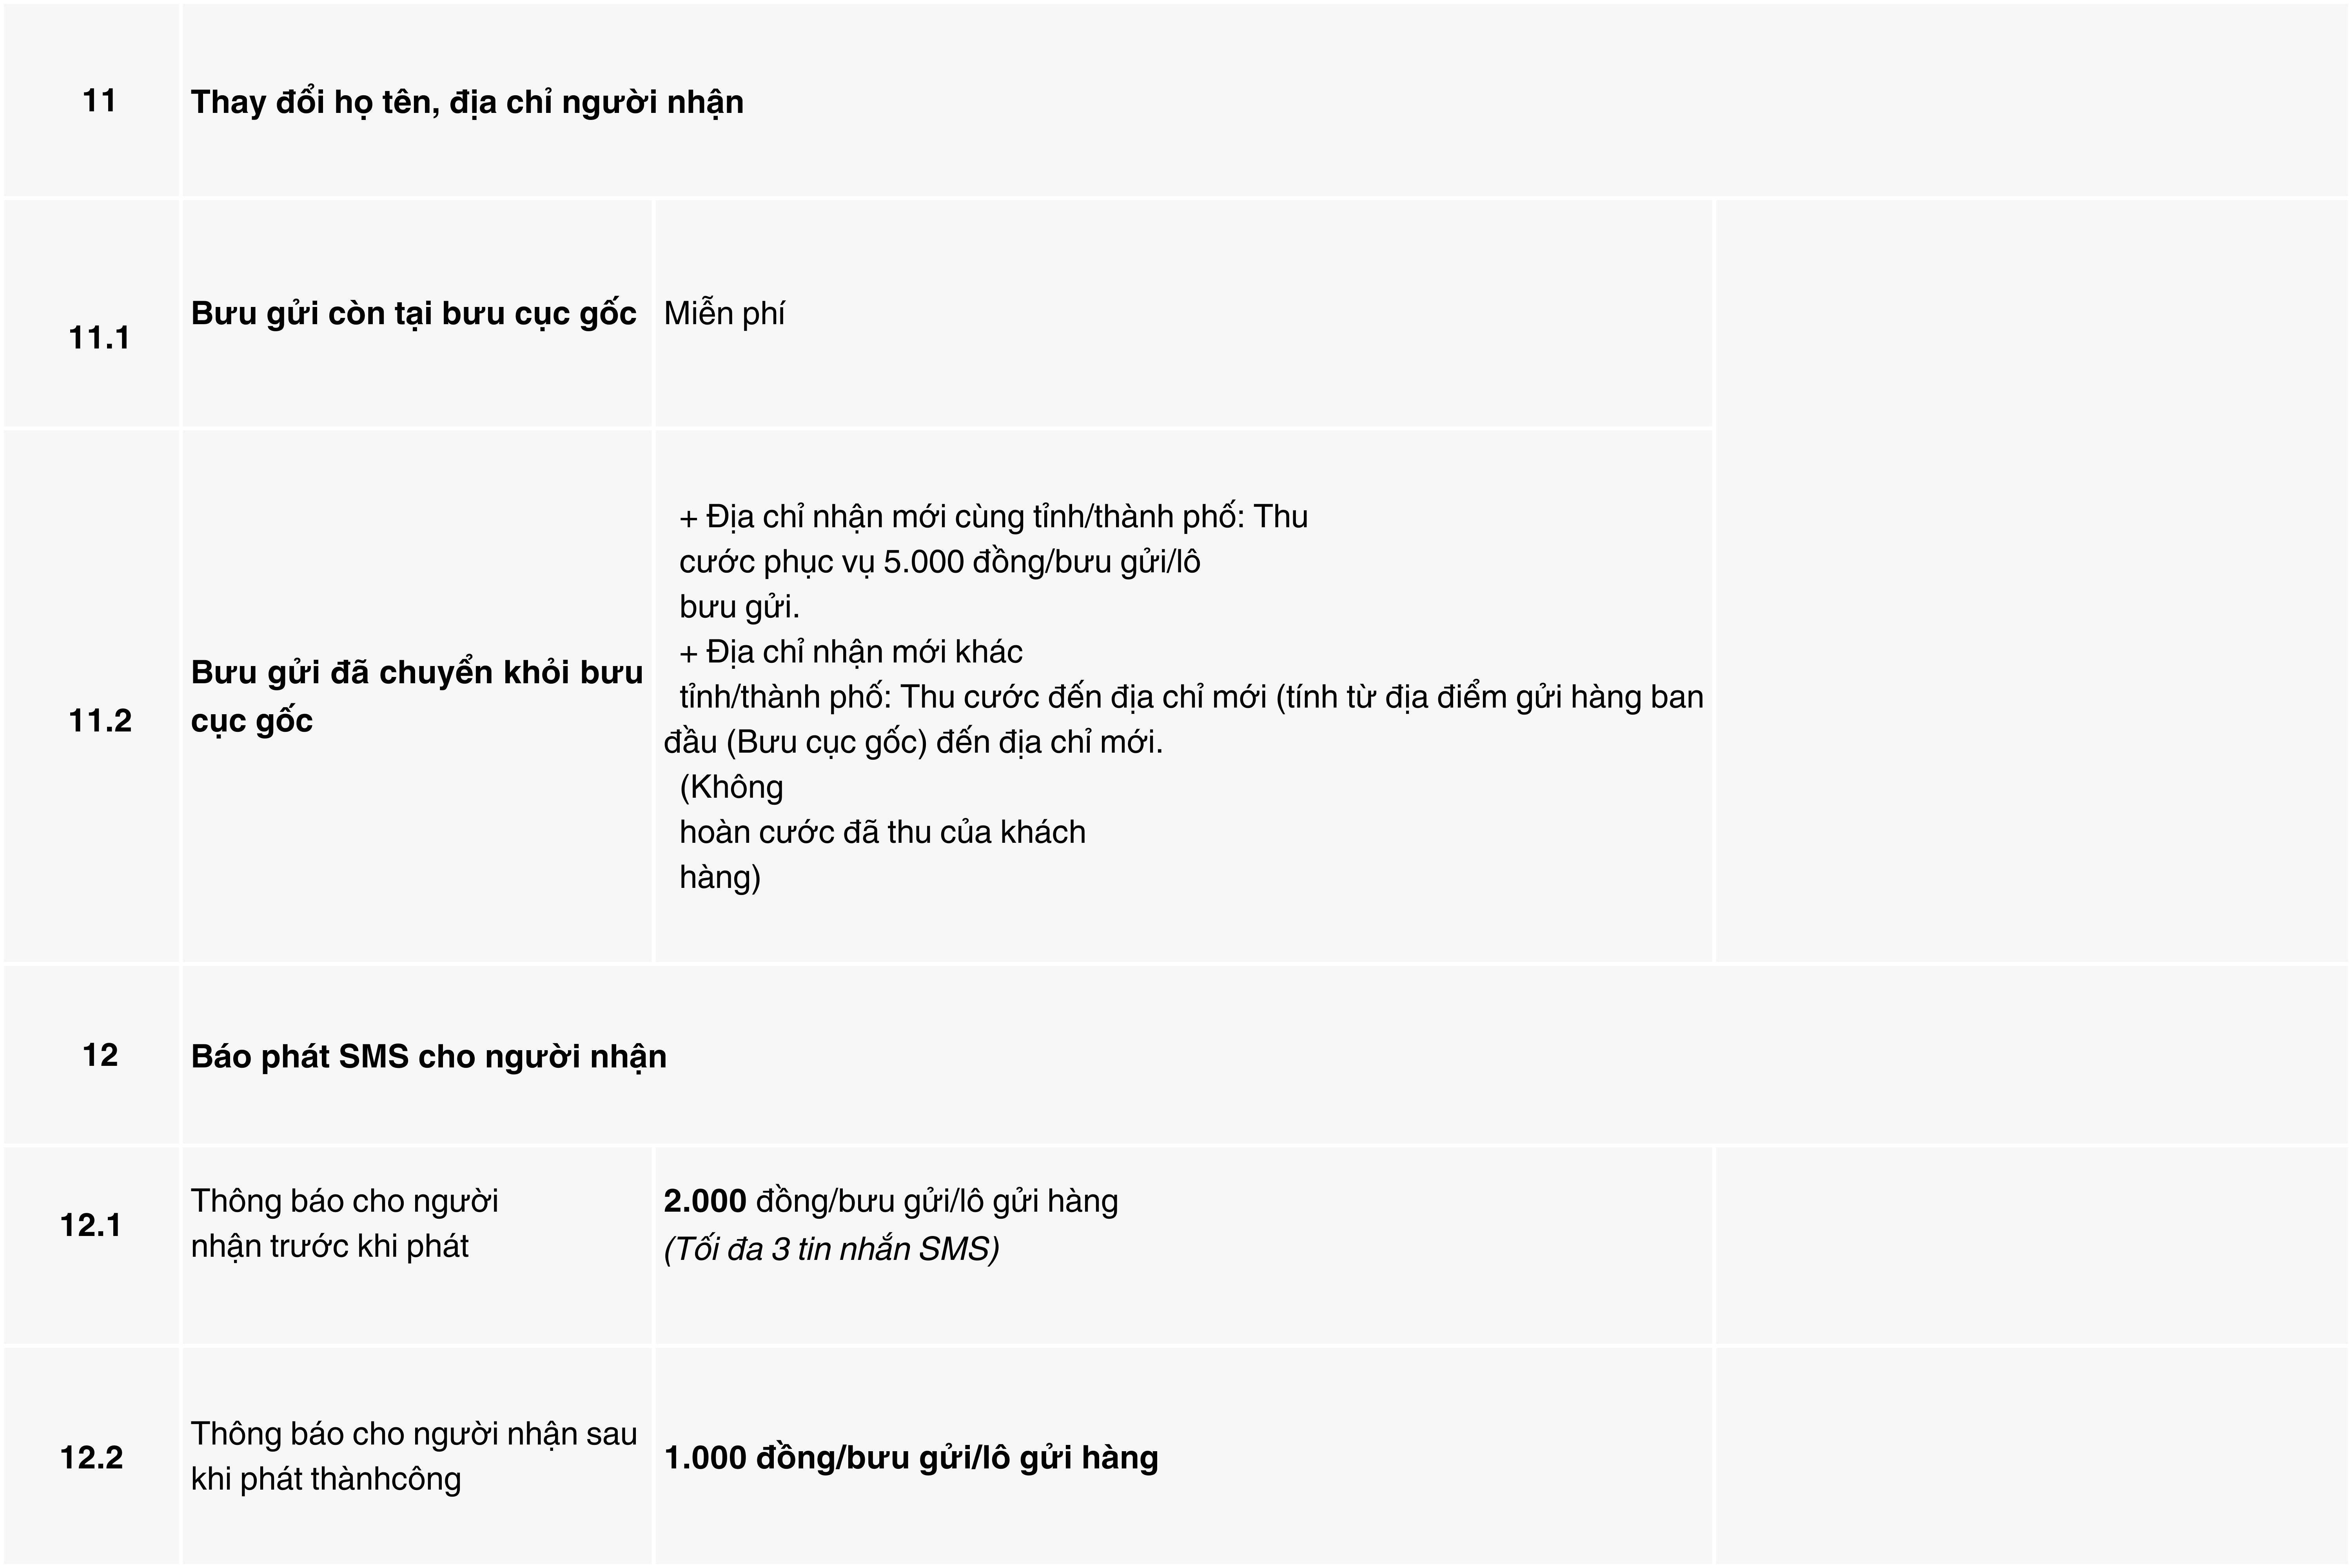 11
Thay đổi họ tên, địa chỉ người nhận
11.1
Bưu gửi còn tại bưu cục gốc
Miễn phí
11.2
Bưu gửi đã chuyển khỏi bưu
cục gốc
+ Địa chỉ nhận mới cùng tỉnh/thành phố: Thu
cước phục vụ 5.000 đồng/bưu gửi/lô
bưu gửi.
+ Địa chỉ nhận mới khác
tỉnh/thành phố: Thu cước đến địa chỉ mới (tính từ địa điểm gửi hàng ban
đầu (Bưu cục gốc) đến địa chỉ mới.
(Không
hoàn cước đã thu của khách
hàng)
12
Báo phát SMS cho người nhận
12.1
Thông báo cho người
nhận trước khi phát
2.000 đồng/bưu gửi/lô gửi hàng
(Tối đa 3 tin nhắn SMS)
12.2
Thông báo cho người nhận sau
khi phát thànhcông
1.000 đồng/bưu gửi/lô gửi hàng